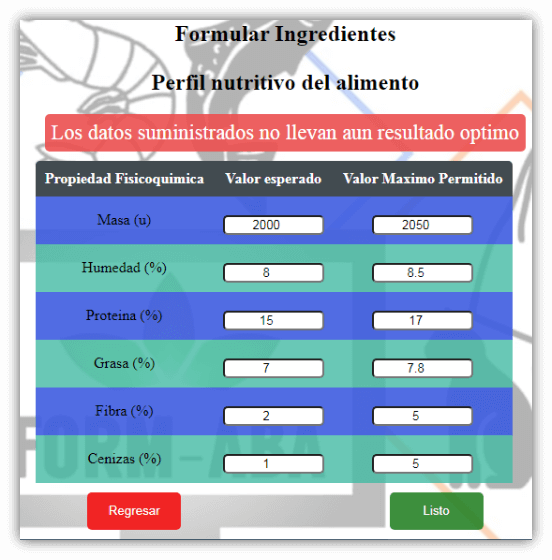 Formular Ingredientes
Perfil nutritivo del alimento
Los datos suministrados no llevan aun resultado optimo
Propiedad Fisicoquimica Valor esperado Valor Maximo Permitido
Masa (u) 2000 2050
Humedad (%) 8 8.5
Proteina (%) 15 17
Grasa (%) 7 7.8
Fibra (%) 2 5
FORM-ABA
Cenizas (%) 1 5
Regresar Listo